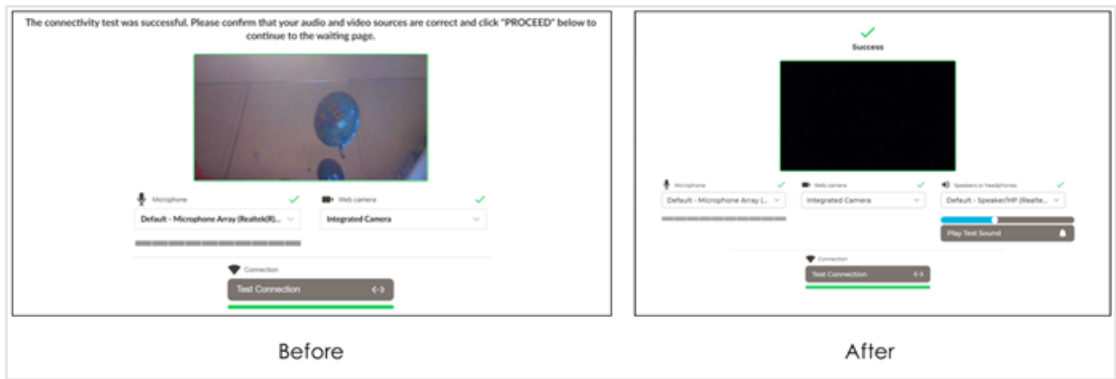 The connectivity test was successful. Please confirm that your audio and video sources are correct and click "PROCEED" below to
continue to the waiting page.
Microphone
Web camera
Default - Microphone Array (Realtek(R)...
Integrated Camera
Connection
Test Connection
Before
Success
Microphone
Web camera
Speakers or headphones
Default - Microphone Array (...
Integrated Camera
Default - Speaker/HP (Realte...
Play Test Sound
Connection
Test Connection
After